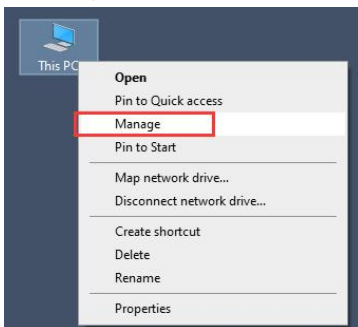 This PC
Open
Pin to Quick access
Manage
Pin to Start
Map network drive...
Disconnect network drive...
Create shortcut
Delete
Rename
Properties